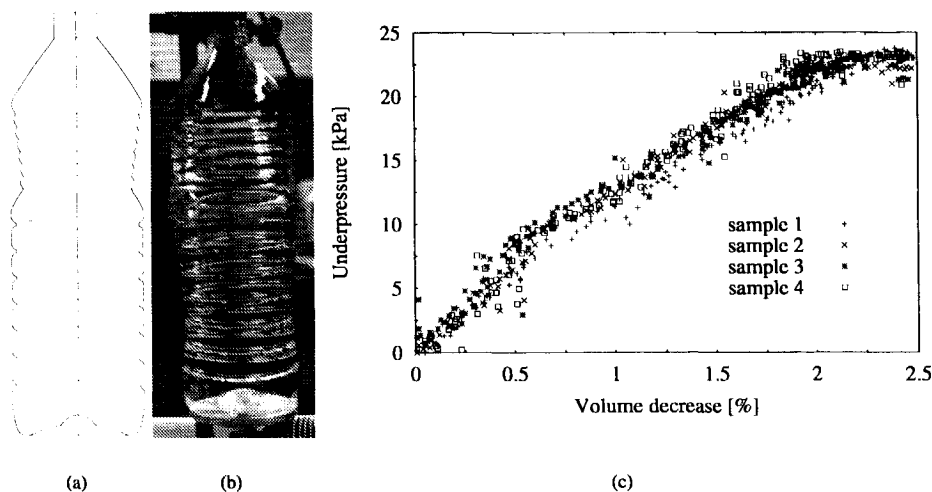 25
20
15
10
5
0
Underpressure [kPa]
sample 1
sample 2
sample 3
sample 4
0
0.5
1
1.5
2
2.5
Volume decrease [%]
(a)
(b)
(c)